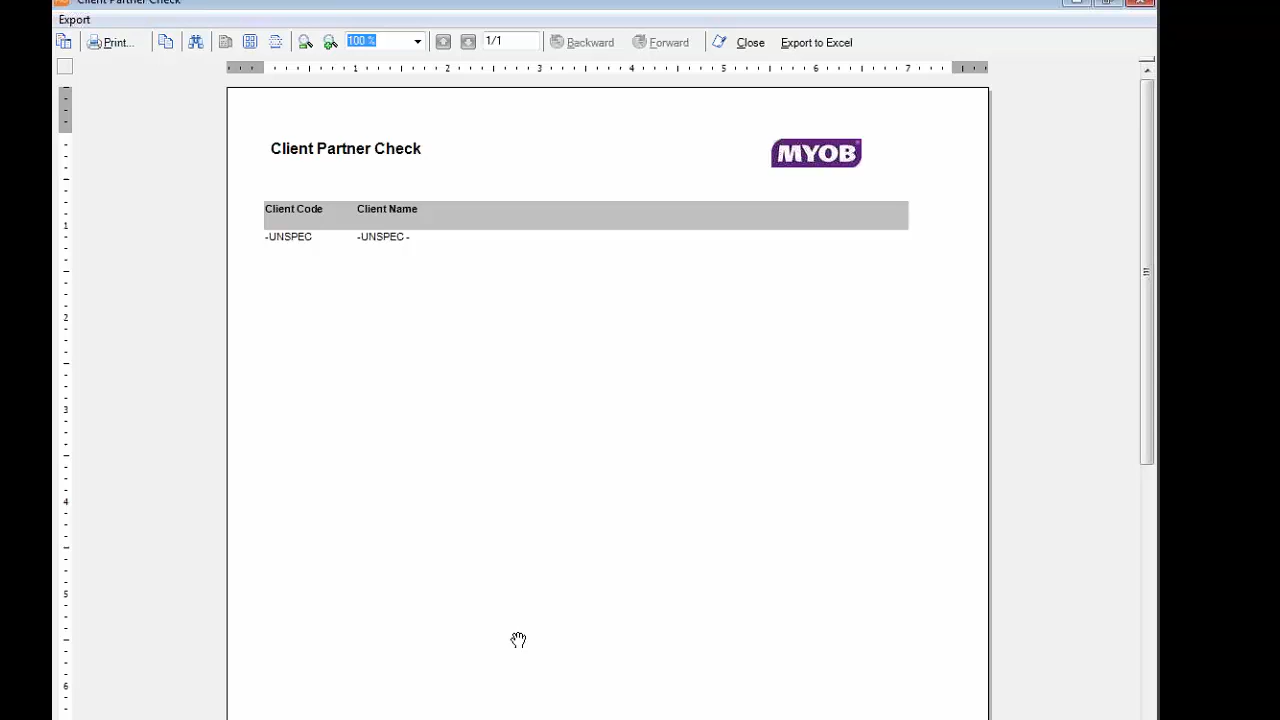 Client Partner Check
Export
Print... 100 % 1/1 Backward Forward Close Export to Excel
1 2 3 4 5 6 7
Client Partner Check
MYOB
Client Code Client Name
-UNSPEC -UNSPEC -
1
2
3
4
5
6